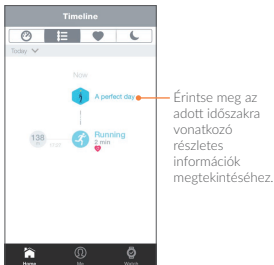 Timeline
Today
Now
A perfect day
138
Running
2 min
Érintse meg az
adott időszakra
vonatkozó
részletes
információk
megtekintéséhez.
Home
Me
Watch